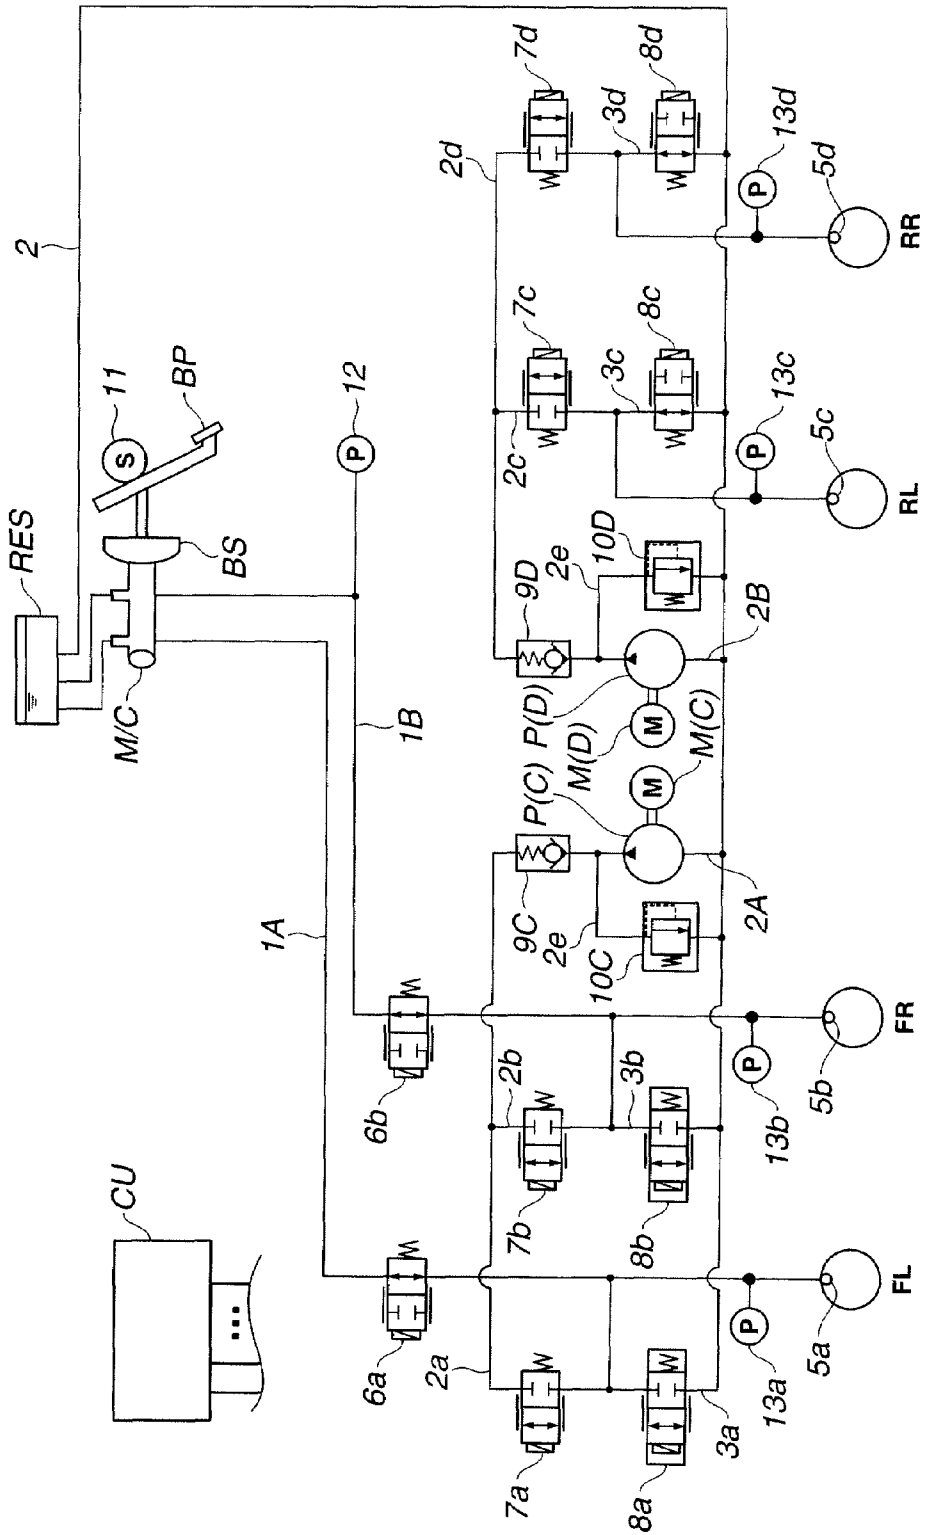 2
RES
11
S
BP
BS
M/C
12
P
1B
1A
CU
2d
7d
8d
3d
13d
P
5d
RR
7c
2c
3c
8c
13c
P
5c
RL
9D
2e
10D
P(D)
M(D)
M
2B
P(C)
M
M(C)
9C
2e
10C
2A
6b
2b
7b
3b
8b
P
13b
5b
FR
6a
2a
7a
8a
3a
P
13a
5a
FL